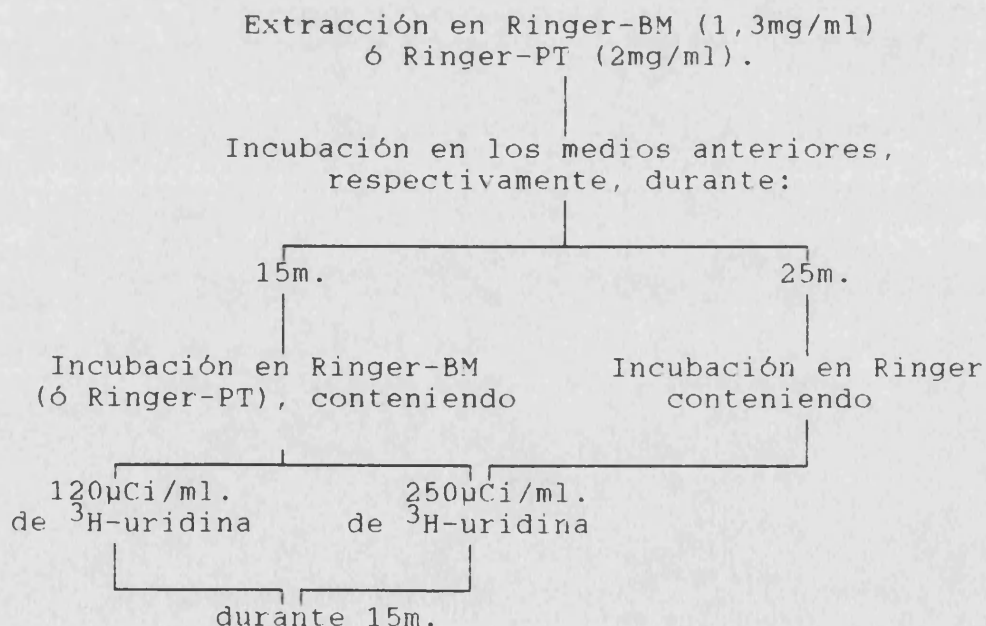 Extracción en Ringer-BM (1,3mg/ml)
ó Ringer-PT (2mg/ml).
Incubación en los medios anteriores,
respectivamente, durante:
15m.
25m.
Incubación en Ringer-BM
(ó Ringer-PT), conteniendo
Incubación en Ringer
conteniendo
120µCi/ml.
de ³H-uridina
250µCi/ml.
de ³H-uridina
durante 15m.